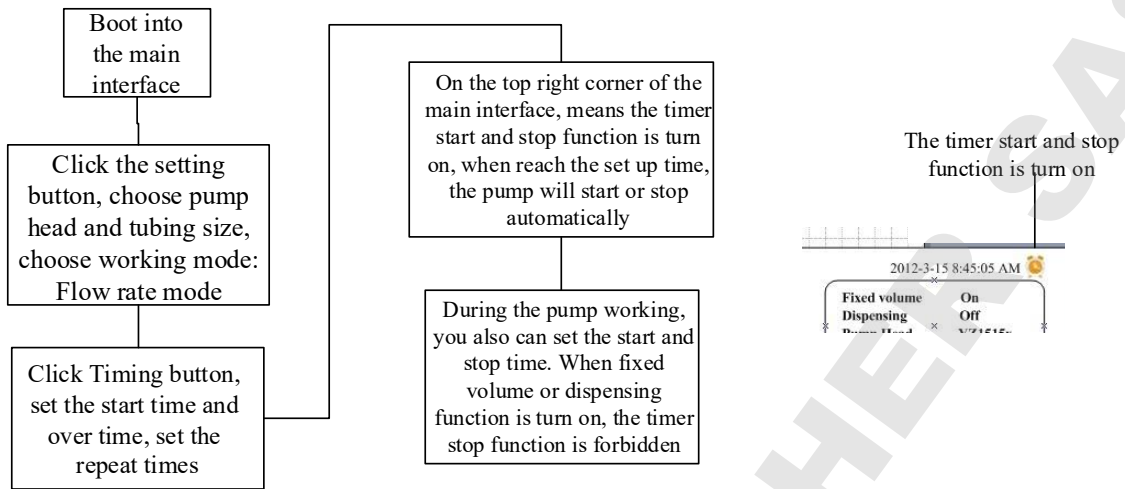 Boot into
the main
interface
Click the setting
button, choose pump
head and tubing size,
choose working mode:
Flow rate mode
Click Timing button,
set the start time and
over time, set the
repeat times
On the top right corner of the
main interface, means the timer
start and stop function is turn
on, when reach the set up time,
the pump will start or stop
automatically
During the pump working,
you also can set the start and
stop time. When fixed
volume or dispensing
function is turn on, the timer
stop function is forbidden
The timer start and stop
function is turn on
2012-3-15 8:45:05 AM
Fixed volume On
Dispensing Off
Pump Head
HER SA